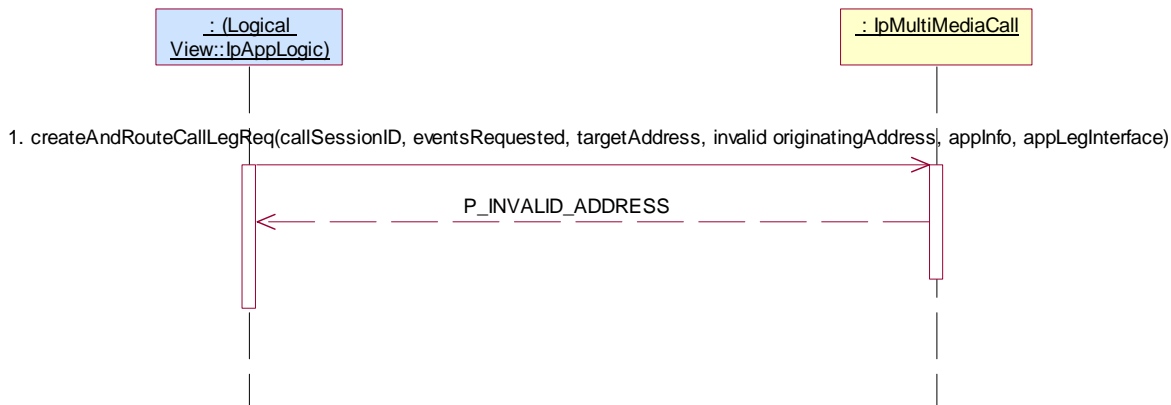 : (Logical
View::IpAppLogic)
: IpMultiMediaCall
1. createAndRouteCallLegReq(callSessionID, eventsRequested, targetAddress, invalid originatingAddress, appInfo, appLegInterface)
P_INVALID_ADDRESS